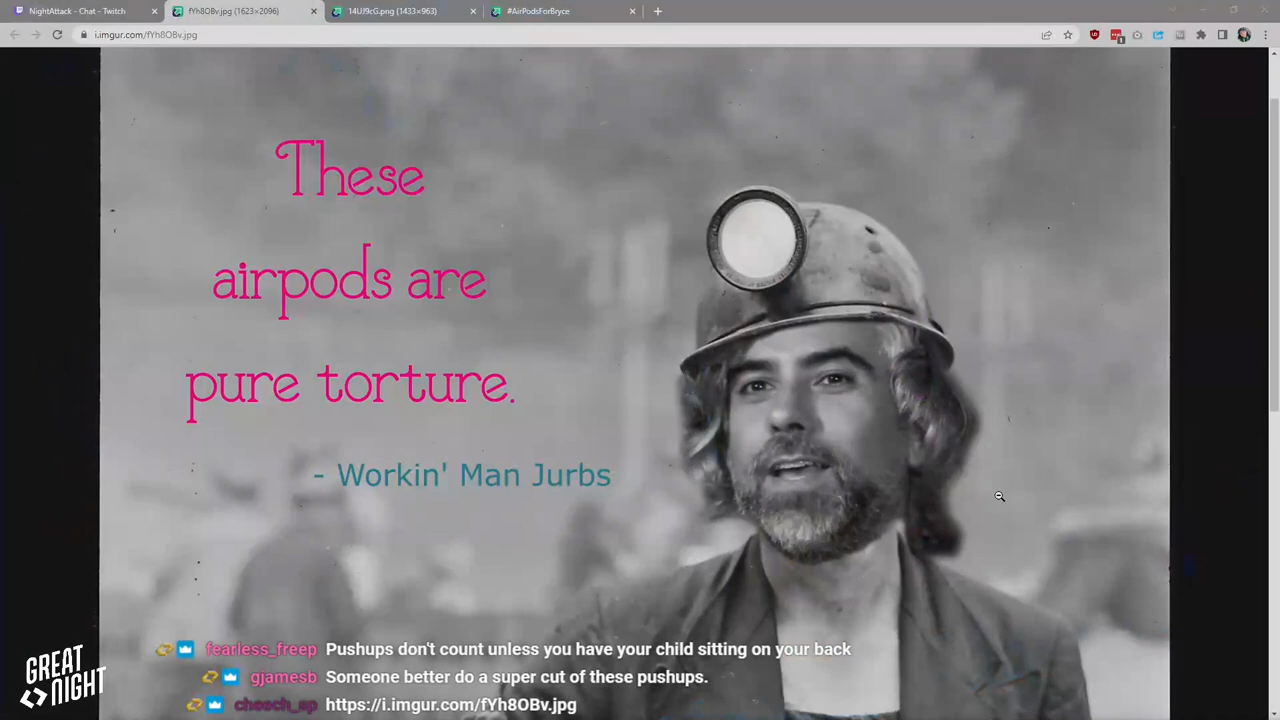 NightAttack - Chat - Twitch
fYh8OBv.jpg (1623×2096)
14UJ9cG.png (1433×963)
#AirPodsForBryce
i.imgur.com/fYh8OBv.jpg
These
airpods are
pure torture.
- Workin' Man Jurbs
fearless_freep Pushups don't count unless you have your child sitting on your back
gjamesb Someone better do a super cut of these pushups.
https://i.imgur.com/fYh8OBv.jpg
GREAT
NIGHT